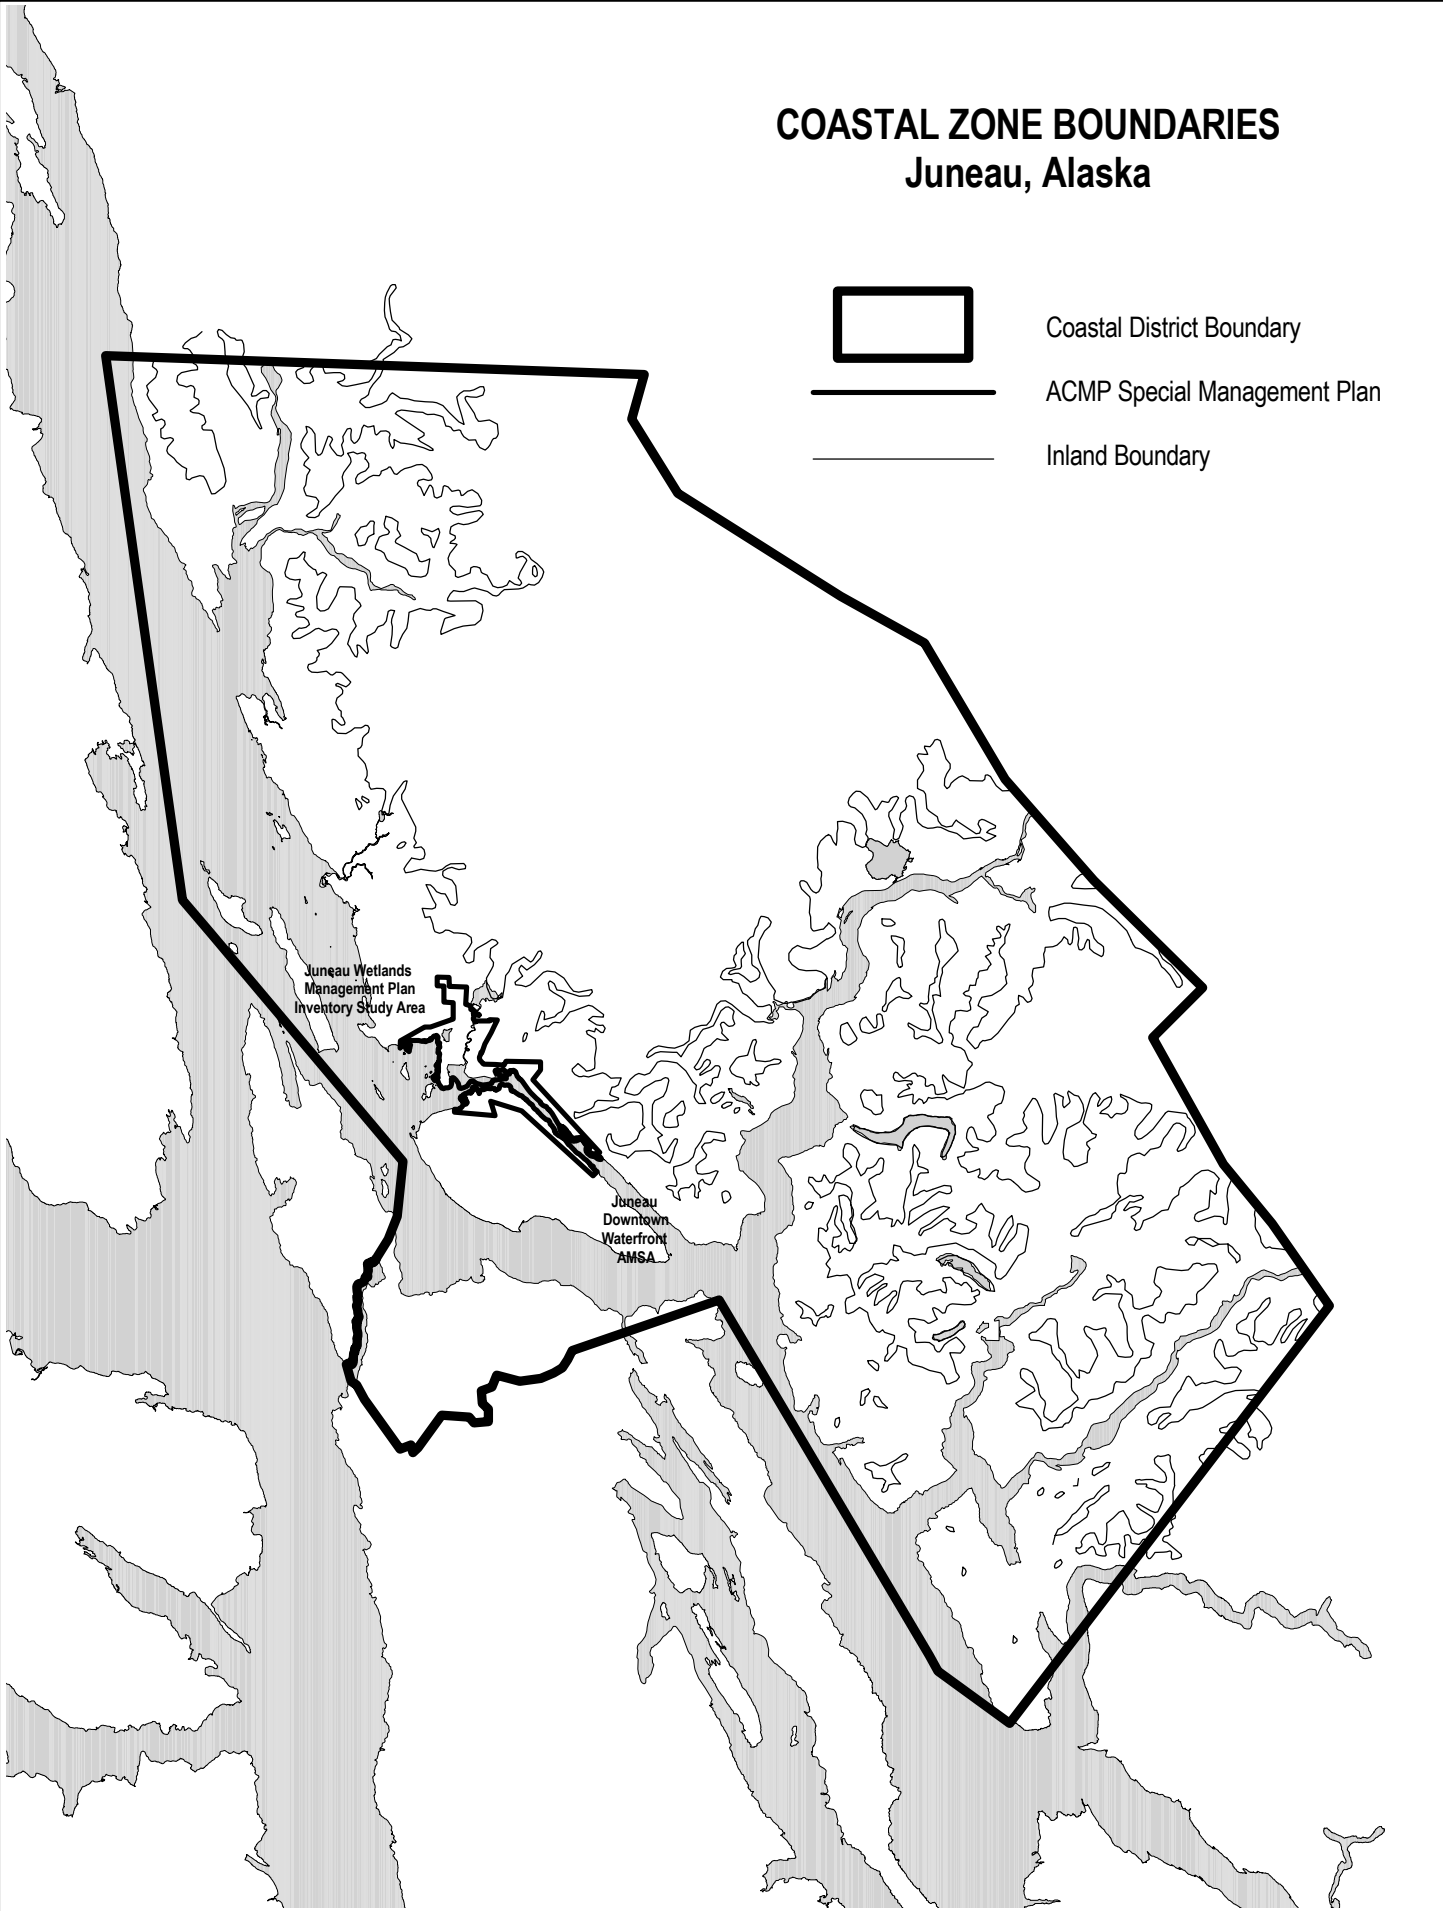 COASTAL ZONE BOUNDARIES
Juneau, Alaska
Coastal District Boundary
ACMP Special Management Plan
Inland Boundary
Juneau Wetlands
Management Plan
Inventory Study Area
Juneau
Downtown
Waterfront
AMSA